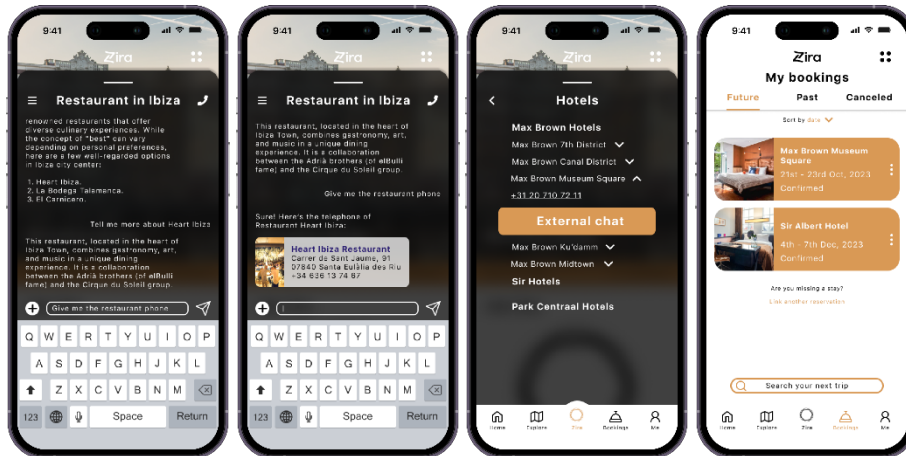 9:41
Zira
Restaurant in Ibiza
renowned restaurants that offer
diverse culinary experiences. While
the concept of "best" can vary
depending on personal preferences,
here are a few well-regarded options
in Ibiza city center:
1. Heart Ibiza.
2. La Bodega Talamanca.
3. El Carnicero.
Tell me more about Heart Ibiza
This restaurant, located in the heart of
Ibiza Town, combines gastronomy, art,
and music in a unique dining
experience. It is a collaboration
between the Adrià brothers (of elBulli
fame) and the Cirque du Soleil group.
Give me the restaurant phone
Q W E R T Y U I O P
A S D F G H J K L
Z X C V B N M
123 Space Return
9:41
Zira
Restaurant in Ibiza
This restaurant, located in the heart of
Ibiza Town, combines gastronomy, art,
and music in a unique dining
experience. It is a collaboration
between the Adrià brothers (of elBulli
fame) and the Cirque du Soleil group.
Give me the restaurant phone
Sure! Here's the telephone of
Restaurant Heart Ibiza:
Heart Ibiza Restaurant
Carrer de Sant Jaume, 91
07840 Santa Eulàlia des Riu
+34 636 13 74 67
Q W E R T Y U I O P
A S D F G H J K L
Z X C V B N M
123 Space Return
9:41
Zira
Hotels
Max Brown Hotels
Max Brown 7th District
Max Brown Canal District
Max Brown Museum Square
+31 20 710 72 11
External chat
Max Brown Ku'damm
Max Brown Midtown
Sir Hotels
Park Centraal Hotels
Home Explore Zira Bookings Me
9:41
Zira
My bookings
Future Past Canceled
Sort by date
Max Brown Museum
Square
21st - 23rd Oct, 2023
Confirmed
Sir Albert Hotel
4th - 7th Dec, 2023
Confirmed
Are you missing a stay?
Link another reservation
Search your next trip
Home Explore Zira Bookings Me